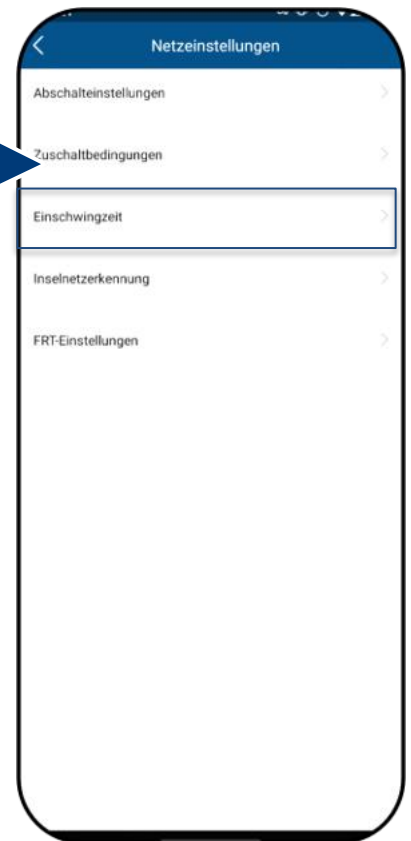 Netzeinstellungen
Abschalteinstellungen
Zuschaltbedingungen
Einschwingzeit
Inselnetzerkennung
FRT-Einstellungen